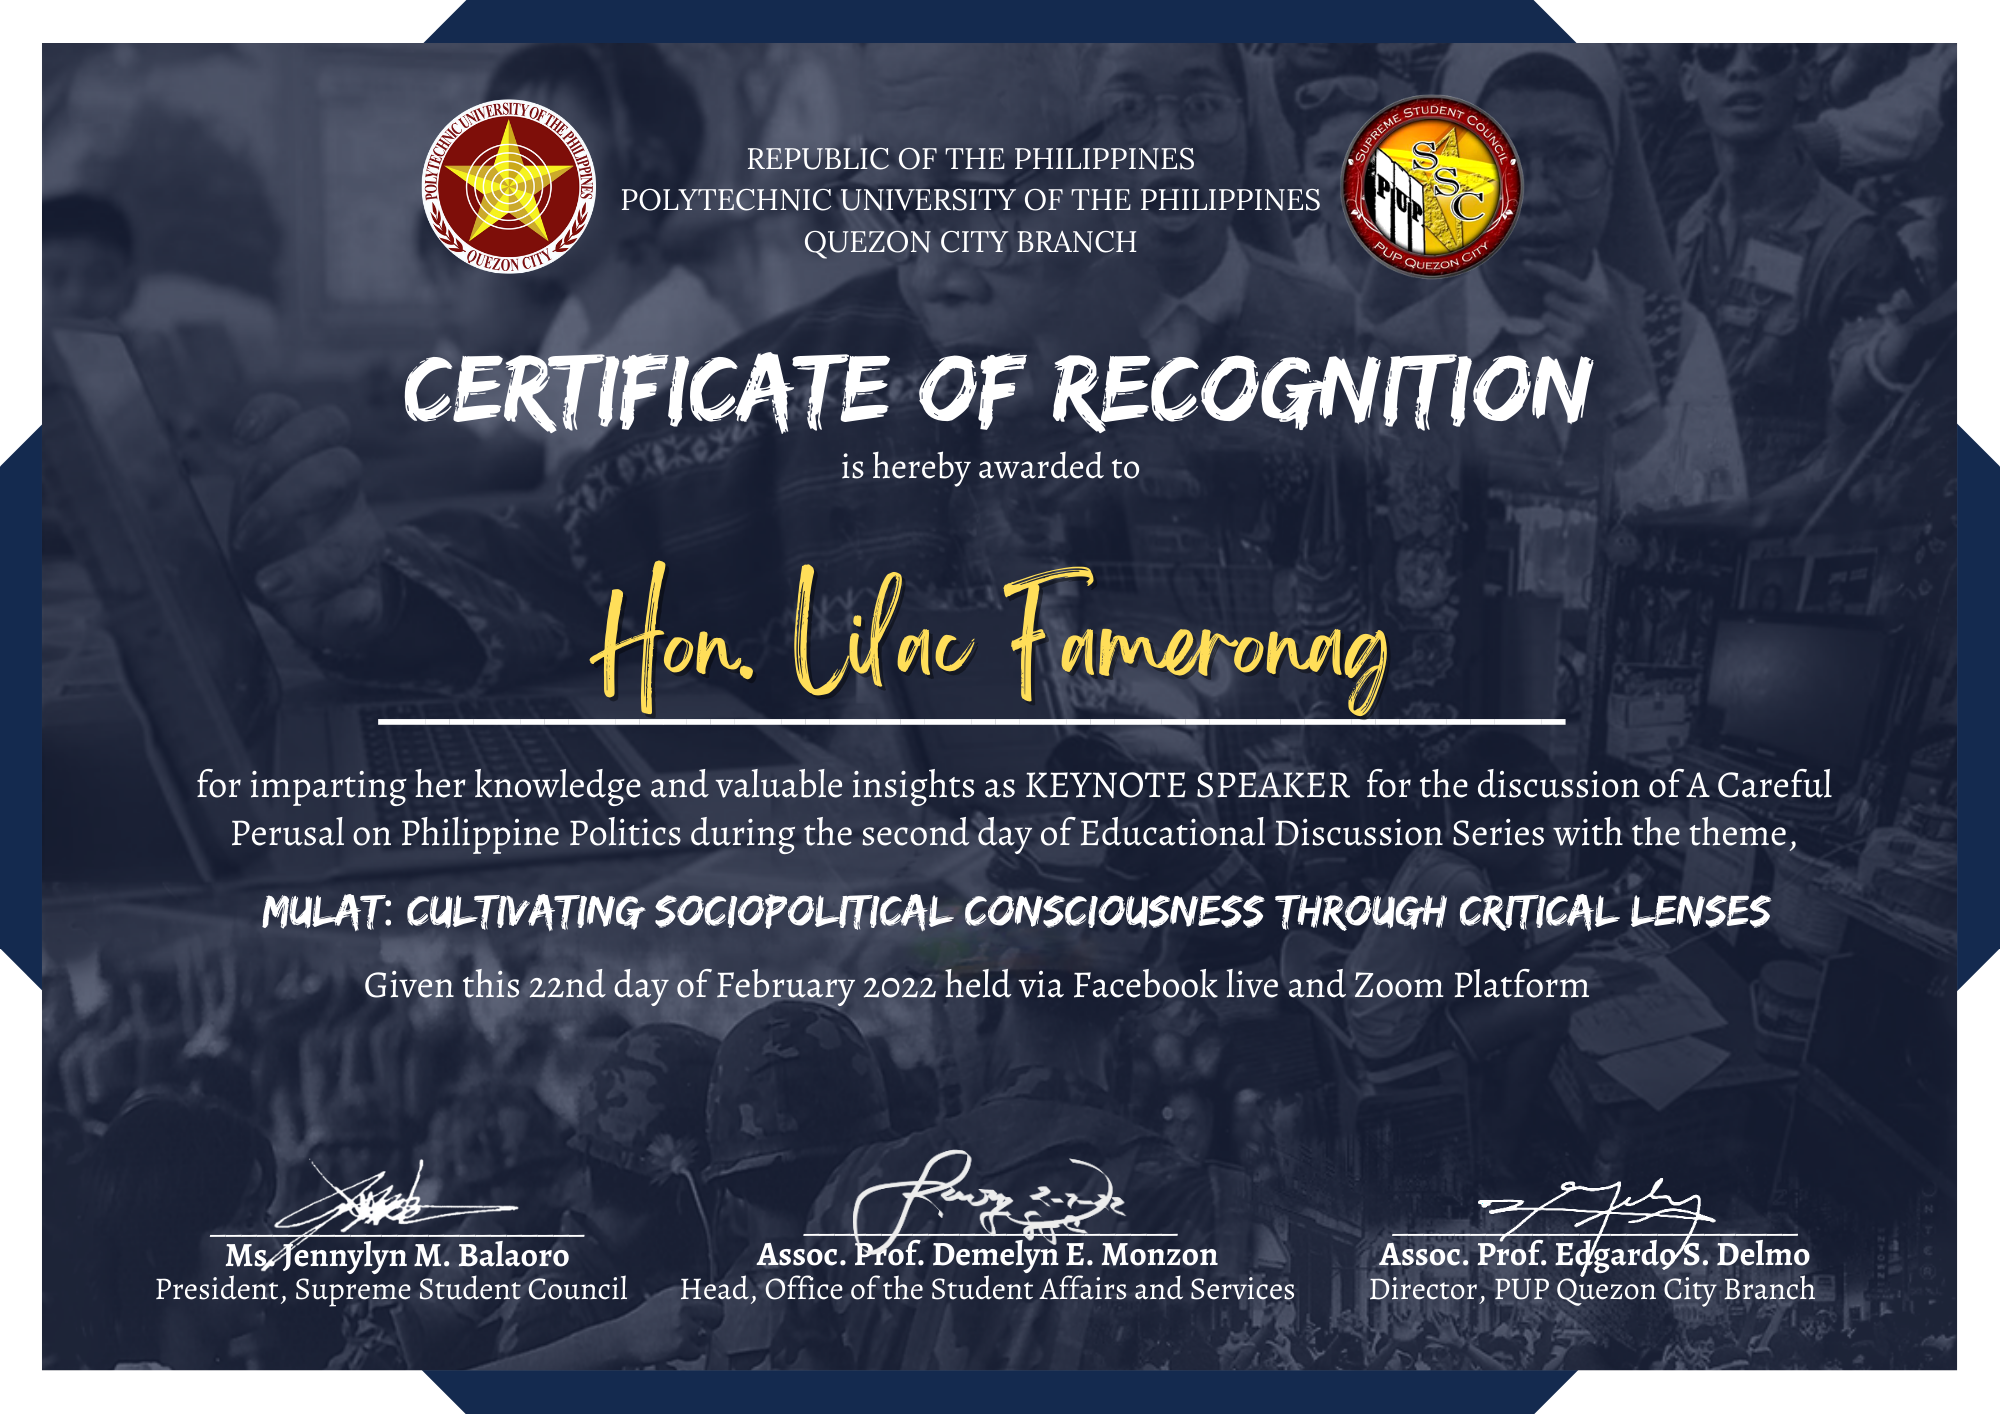 POLYTECHNIC UNIVERSITY OF THE PHILIPPINES
QUEZON CITY
REPUBLIC OF THE PHILIPPINES
POLYTECHNIC UNIVERSITY OF THE PHILIPPINES
QUEZON CITY BRANCH
SUPREME STUDENT COUNCIL
SSC
PUP
PUP QUEZON CITY
CERTIFICATE OF RECOGNITION
is hereby awarded to
Hon. Lilac Fameronag
for imparting her knowledge and valuable insights as KEYNOTE SPEAKER for the discussion of A Careful
Perusal on Philippine Politics during the second day of Educational Discussion Series with the theme,
MULAT: CULTIVATING SOCIOPOLITICAL CONSCIOUSNESS THROUGH CRITICAL LENSES
Given this 22nd day of February 2022 held via Facebook live and Zoom Platform
Ms. Jennylyn M. Balaoro
President, Supreme Student Council
Assoc. Prof. Demelyn E. Monzon
Head, Office of the Student Affairs and Services
Assoc. Prof. Edgardo S. Delmo
Director, PUP Quezon City Branch